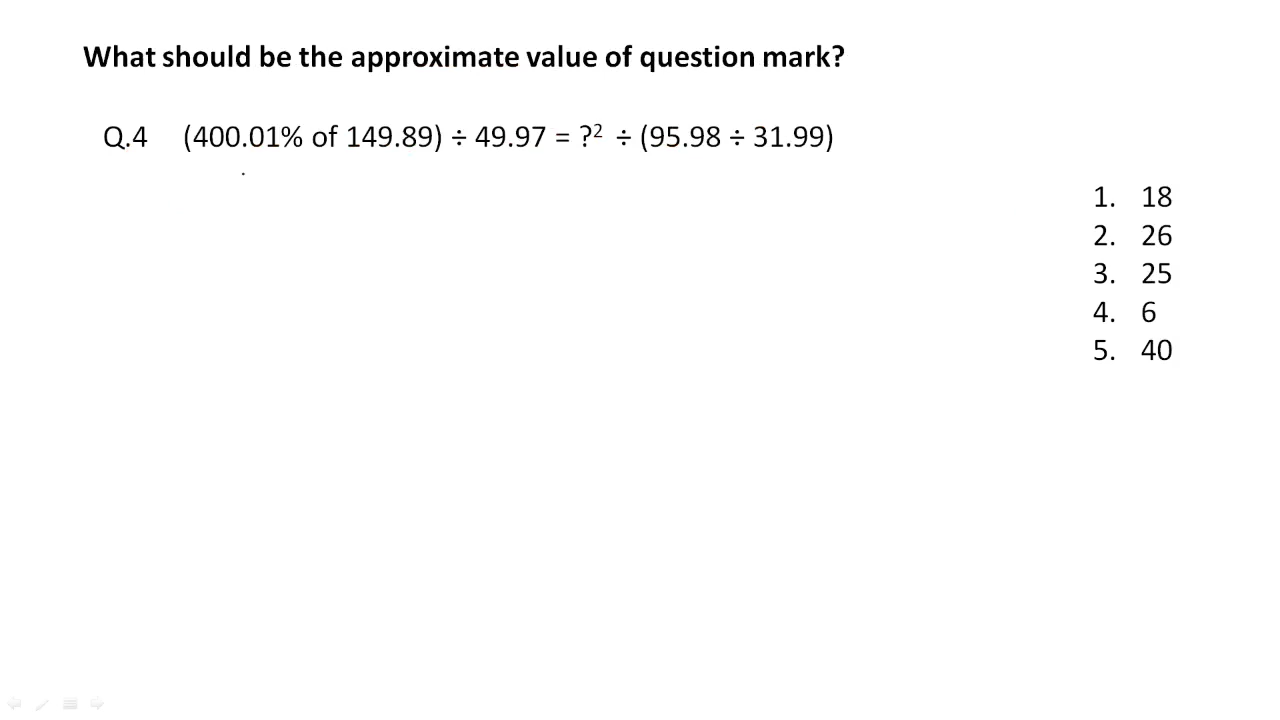 What should be the approximate value of question mark?
Q.4 (400.01% of 149.89) ÷ 49.97 = ?² ÷ (95.98 ÷ 31.99)
1. 18
2. 26
3. 25
4. 6
5. 40